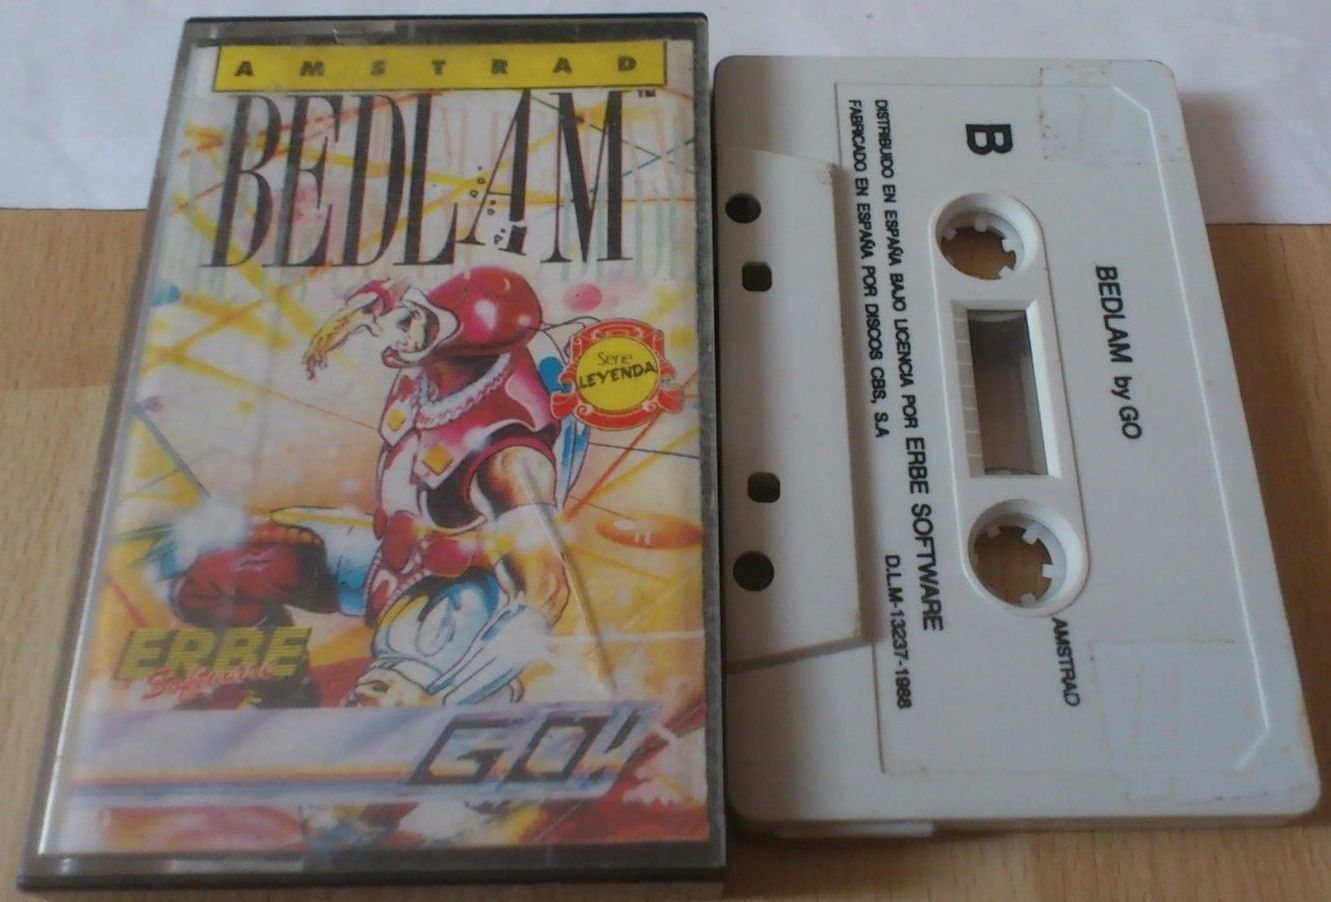 AMSTRAD
BEDLAM™
Serie
LEYENDA
ERBE
Software
GO!
B
DISTRIBUIDO EN ESPAÑA BAJO LICENCIA POR ERBE SOFTWARE
FABRICADO EN ESPAÑA POR DISCOS CBS, S.A
D.L.M-13237-1988
BEDLAM by GO
AMSTRAD